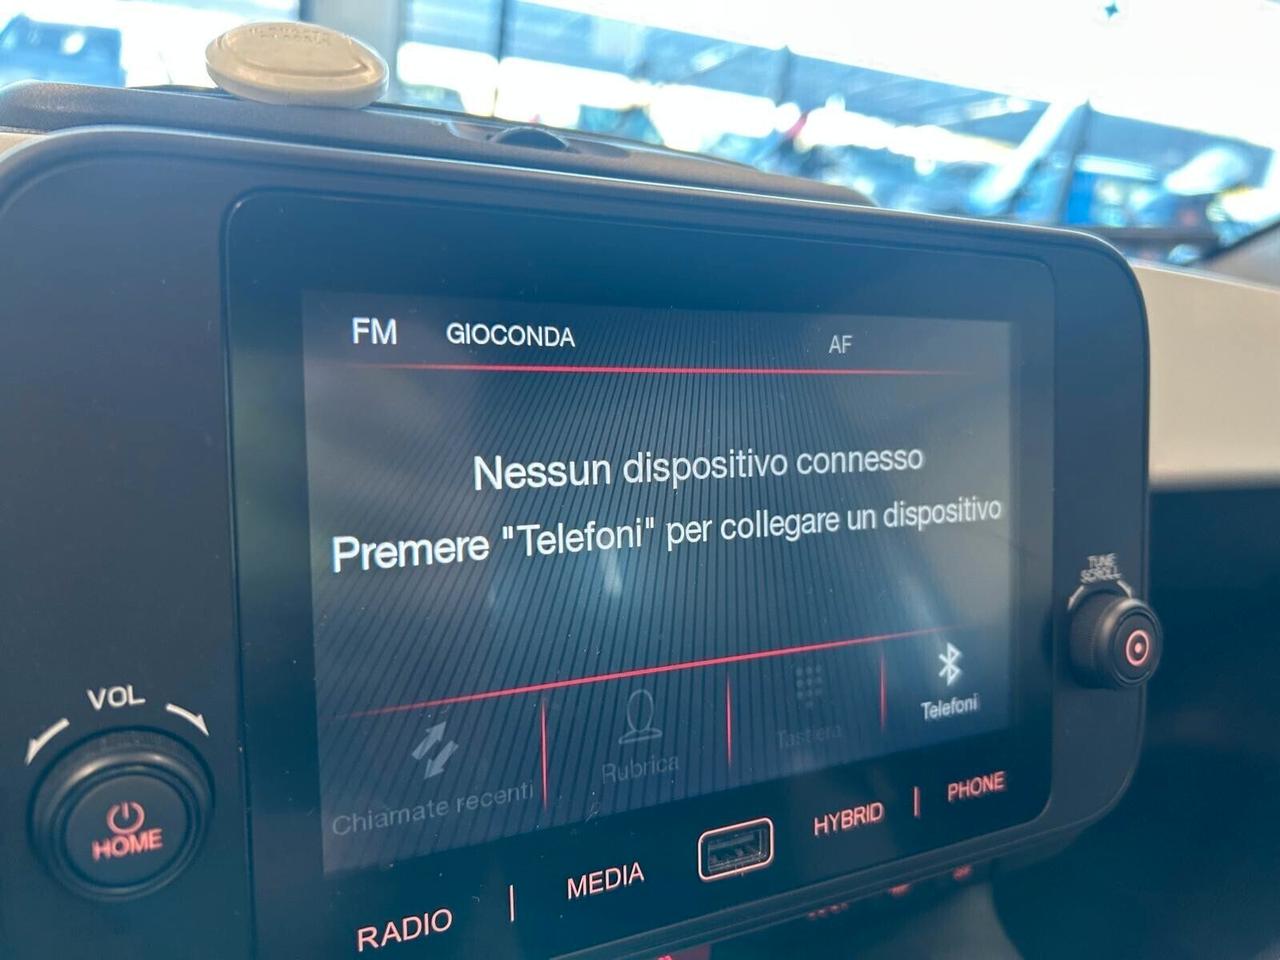 FM GIOCONDA AF
Nessun dispositivo connesso
Premere "Telefoni" per collegare un dispositivo
TUNE
SCROLL
VOL
Chiamate recenti Rubrica Tastiera Telefoni
HOME
RADIO | MEDIA HYBRID | PHONE